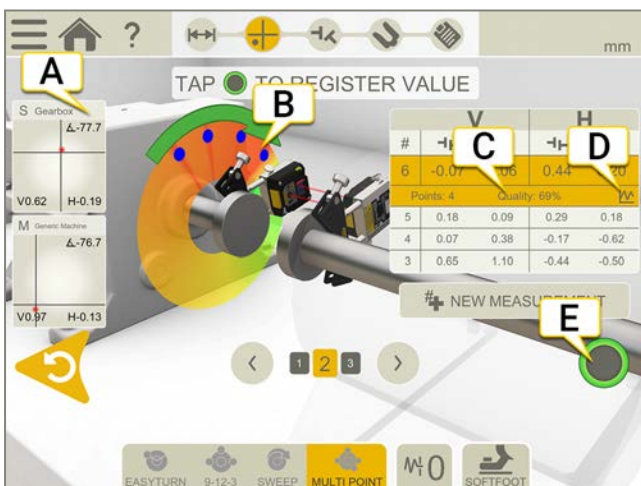 ?
mm
TAP TO REGISTER VALUE
A
B
C
D
E
S Gearbox
-77.7
V0.62 H-0.19
M Generic Machine
-76.7
V0.97 H-0.13
V H
#
6 -0.07 0.44
Points: 4 Quality: 69%
5 0.18 0.09 0.29 0.18
4 0.07 0.38 -0.17 -0.62
3 0.65 1.10 -0.44 -0.50
NEW MEASUREMENT
1 2 3
EASYTURN 9-12-3 SWEEP MULTI POINT 0 SOFTFOOT